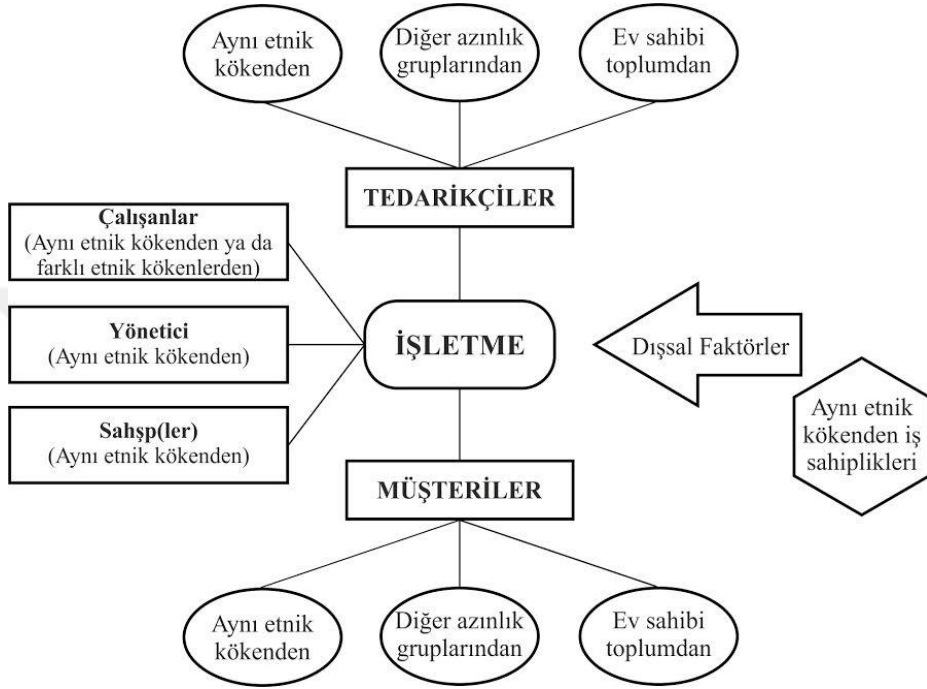 Aynı etnik
kökenden
Diğer azınlık
gruplarından
Ev sahibi
toplumdan
TEDARİKÇİLER
Çalışanlar
(Aynı etnik kökenden ya da
farklı etnik kökenlerden)
Yönetici
(Aynı etnik kökenden)
Sahşp(ler)
(Aynı etnik kökenden)
İŞLETME
Dışsal Faktörler
Aynı etnik
kökenden iş
sahiplikleri
MÜŞTERİLER
Aynı etnik
kökenden
Diğer azınlık
gruplarından
Ev sahibi
toplumdan